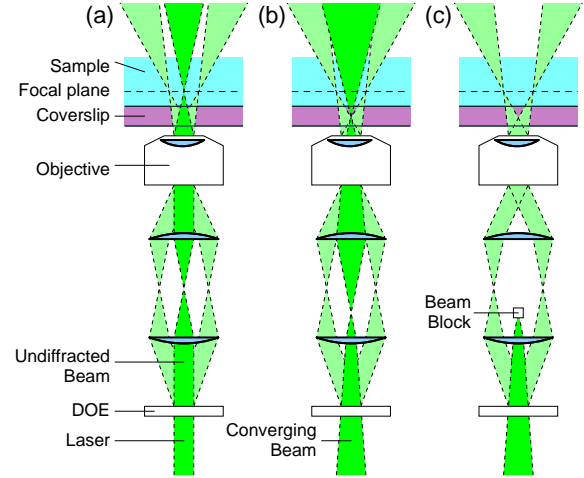 (a)
(b)
(c)
Sample
Focal plane
Coverslip
Objective
Beam
Block
Undiffracted
Beam
DOE
Laser
Converging
Beam